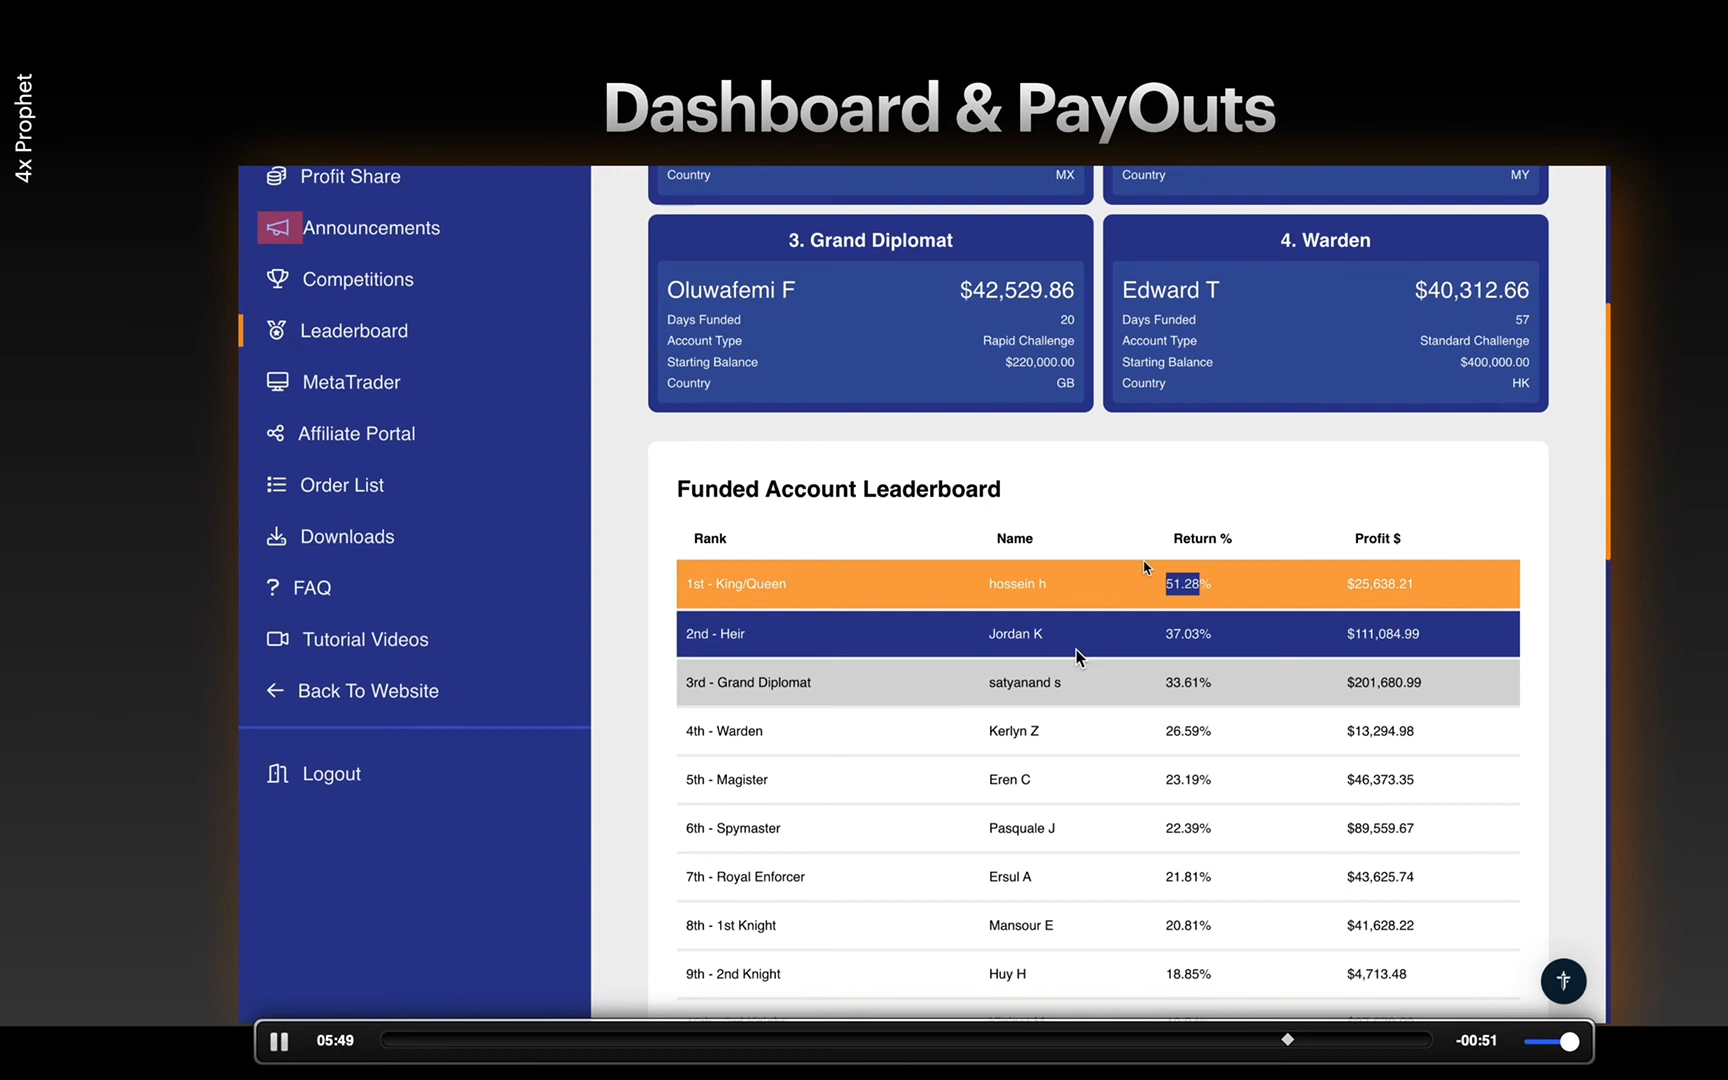 4x Prophet
Dashboard & PayOuts
Profit Share
Announcements
Competitions
Leaderboard
MetaTrader
Affiliate Portal
Order List
Downloads
? FAQ
Tutorial Videos
Back To Website
Logout
Country MX
Country MY
3. Grand Diplomat
Oluwafemi F $42,529.86
Days Funded 20
Account Type Rapid Challenge
Starting Balance $220,000.00
Country GB
4. Warden
Edward T $40,312.66
Days Funded 57
Account Type Standard Challenge
Starting Balance $400,000.00
Country HK
Funded Account Leaderboard
Rank Name Return % Profit $
1st - King/Queen hossein h 51.28% $25,638.21
2nd - Heir Jordan K 37.03% $111,084.99
3rd - Grand Diplomat satyanand s 33.61% $201,680.99
4th - Warden Kerlyn Z 26.59% $13,294.98
5th - Magister Eren C 23.19% $46,373.35
6th - Spymaster Pasquale J 22.39% $89,559.67
7th - Royal Enforcer Ersul A 21.81% $43,625.74
8th - 1st Knight Mansour E 20.81% $41,628.22
9th - 2nd Knight Huy H 18.85% $4,713.48
05:49 -00:51